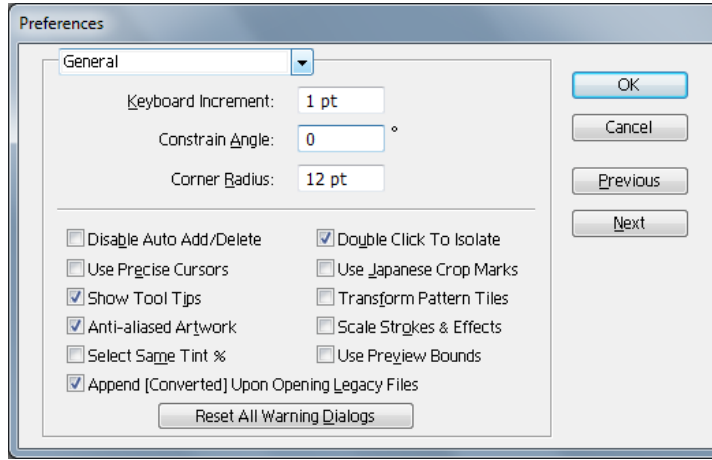 Preferences
General
OK
Keyboard Increment: 1 pt
Cancel
Constrain Angle: 0 °
Previous
Corner Radius: 12 pt
Next
Disable Auto Add/Delete
Double Click To Isolate
Use Precise Cursors
Use Japanese Crop Marks
Show Tool Tips
Transform Pattern Tiles
Anti-aliased Artwork
Scale Strokes & Effects
Select Same Tint %
Use Preview Bounds
Append [Converted] Upon Opening Legacy Files
Reset All Warning Dialogs